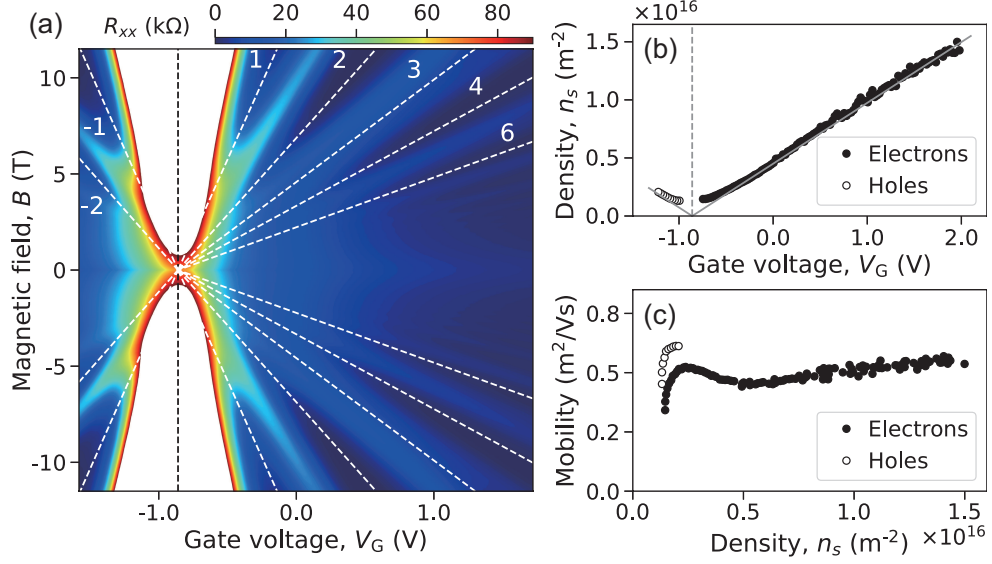 (a)
R_xx (kΩ)
0 20 40 60 80
1 2 3 4 6
-1
-2
10
5
0
-5
-10
Magnetic field, B (T)
-1.0 0.0 1.0
Gate voltage, V_G (V)
(b)
×10^16
1.5
1.0
0.5
0.0
Density, n_s (m^-2)
Electrons
Holes
-1.0 0.0 1.0 2.0
Gate voltage, V_G (V)
(c)
0.8
0.5
0.2
0.0
Mobility (m^2/Vs)
Electrons
Holes
0.0 0.5 1.0 1.5
Density, n_s (m^-2) ×10^16